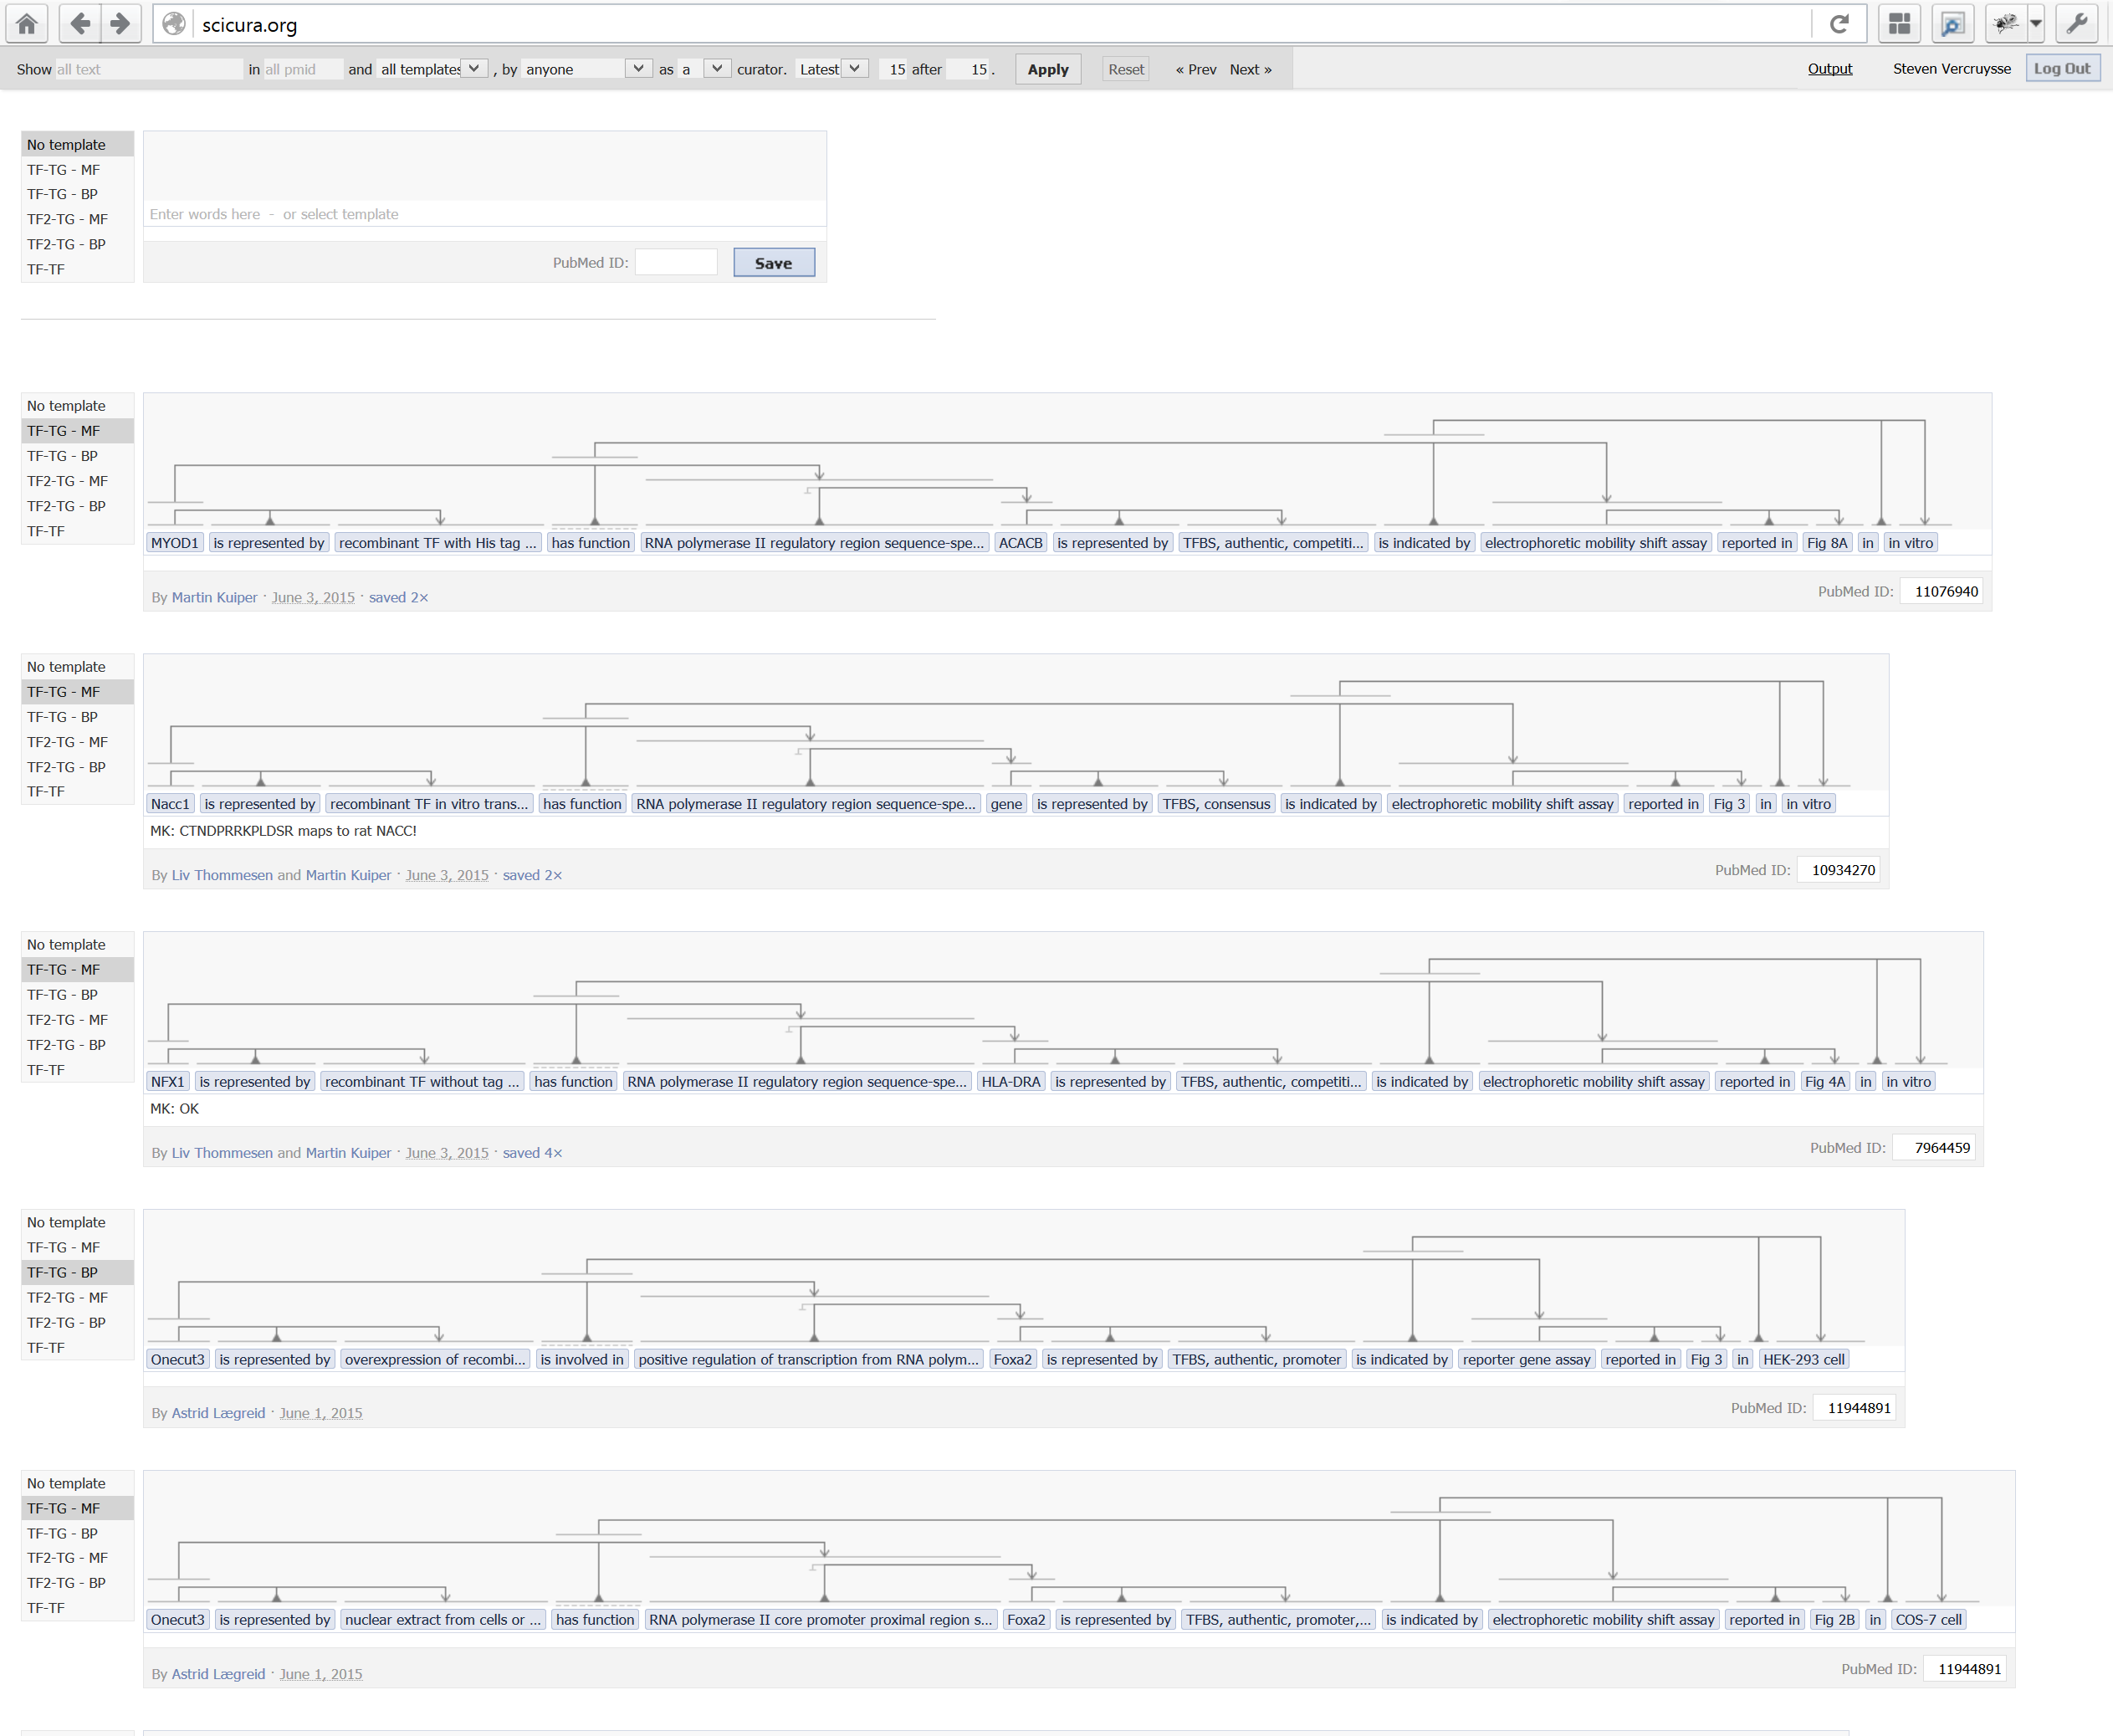 scicura.org
Show all text in all pmid and all templates , by anyone as a curator. Latest 15 after 15 . Apply Reset « Prev Next » Output Steven Vercruysse Log Out
No template
TF-TG - MF
TF-TG - BP
TF2-TG - MF
TF2-TG - BP
TF-TF
Enter words here - or select template
PubMed ID: Save
No template
TF-TG - MF
TF-TG - BP
TF2-TG - MF
TF2-TG - BP
TF-TF
MYOD1 is represented by recombinant TF with His tag ... has function RNA polymerase II regulatory region sequence-spe... ACACB is represented by TFBS, authentic, competiti... is indicated by electrophoretic mobility shift assay reported in Fig 8A in in vitro
By Martin Kuiper · June 3, 2015 · saved 2× PubMed ID: 11076940
No template
TF-TG - MF
TF-TG - BP
TF2-TG - MF
TF2-TG - BP
TF-TF
Nacc1 is represented by recombinant TF in vitro trans... has function RNA polymerase II regulatory region sequence-spe... gene is represented by TFBS, consensus is indicated by electrophoretic mobility shift assay reported in Fig 3 in in vitro
MK: CTNDPRRKPLDSR maps to rat NACC!
By Liv Thommesen and Martin Kuiper · June 3, 2015 · saved 2× PubMed ID: 10934270
No template
TF-TG - MF
TF-TG - BP
TF2-TG - MF
TF2-TG - BP
TF-TF
NFX1 is represented by recombinant TF without tag ... has function RNA polymerase II regulatory region sequence-spe... HLA-DRA is represented by TFBS, authentic, competiti... is indicated by electrophoretic mobility shift assay reported in Fig 4A in in vitro
MK: OK
By Liv Thommesen and Martin Kuiper · June 3, 2015 · saved 4× PubMed ID: 7964459
No template
TF-TG - MF
TF-TG - BP
TF2-TG - MF
TF2-TG - BP
TF-TF
Onecut3 is represented by overexpression of recombi... is involved in positive regulation of transcription from RNA polym... Foxa2 is represented by TFBS, authentic, promoter is indicated by reporter gene assay reported in Fig 3 in HEK-293 cell
By Astrid Lægreid · June 1, 2015 PubMed ID: 11944891
No template
TF-TG - MF
TF-TG - BP
TF2-TG - MF
TF2-TG - BP
TF-TF
Onecut3 is represented by nuclear extract from cells or ... has function RNA polymerase II core promoter proximal region s... Foxa2 is represented by TFBS, authentic, promoter,... is indicated by electrophoretic mobility shift assay reported in Fig 2B in COS-7 cell
By Astrid Lægreid · June 1, 2015 PubMed ID: 11944891